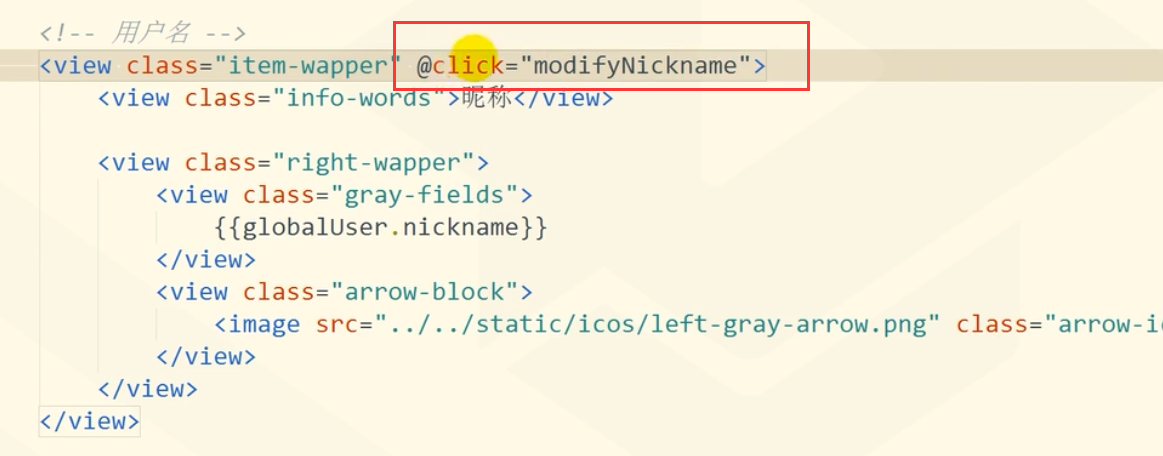 <!-- 用户名 -->
<view class="item-wapper" @click="modifyNickname">
<view class="info-words">昵称</view>
<view class="right-wapper">
<view class="gray-fields">
{{globalUser.nickname}}
</view>
<view class="arrow-block">
<image src="../../static/icos/left-gray-arrow.png" class="arrow-i
</view>
</view>
</view>